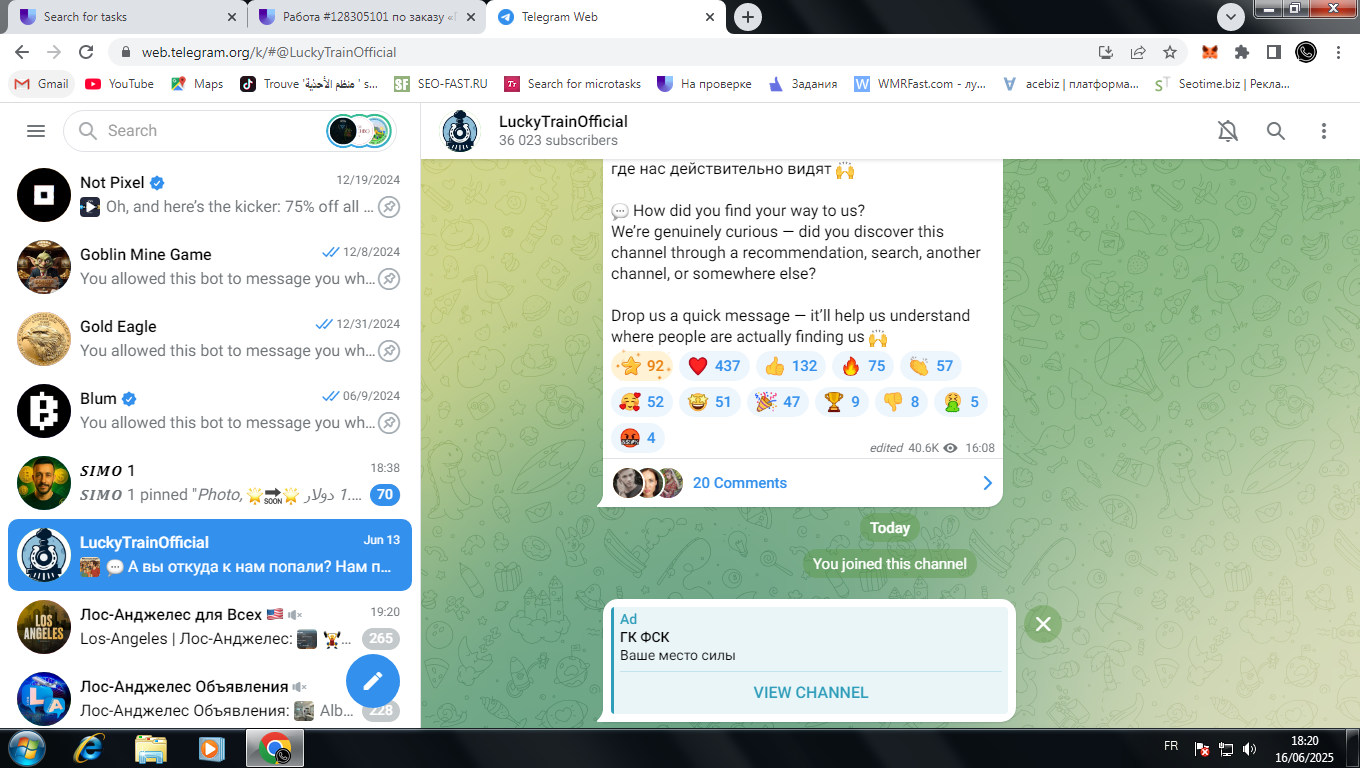 Search for tasks
Работа #128305101 по заказу «Г
Telegram Web
web.telegram.org/k/#@LuckyTrainOfficial
Gmail
YouTube
Maps
Trouve 'منظم الأحذية ' s...
SEO-FAST.RU
Search for microtasks
На проверке
Задания
WMRFast.com - лу...
acebiz | платформа...
Seotime.biz | Рекла...
Search
Not Pixel
12/19/2024
Oh, and here’s the kicker: 75% off all ...
Goblin Mine Game
12/8/2024
You allowed this bot to message you wh...
Gold Eagle
12/31/2024
You allowed this bot to message you wh...
Blum
06/9/2024
You allowed this bot to message you wh...
SIMO 1
18:38
SIMO 1 pinned "Photo, 🌟🔜🌟 1 دولار....
70
LuckyTrainOfficial
Jun 13
💬 А вы откуда к нам попали? Нам п...
Лос-Анджелес для Всех 🇺🇸
19:20
Los-Angeles | Лос-Анджелес:
265
Лос-Анджелес Объявления
Лос-Анджелес Объявления: Alb...
228
LuckyTrainOfficial
36 023 subscribers
где нас действительно видят 🙌
💬 How did you find your way to us?
We’re genuinely curious — did you discover this
channel through a recommendation, search, another
channel, or somewhere else?
Drop us a quick message — it’ll help us understand
where people are actually finding us 🙌
⭐ 92 ❤️ 437 👍 132 🔥 75 👏 57
🥰 52 🤩 51 🎉 47 🏆 9 👎 8 🤮 5
🤬 4
edited 40.6K 16:08
20 Comments
Today
You joined this channel
Ad
ГК ФСК
Ваше место силы
VIEW CHANNEL
FR
18:20
16/06/2025